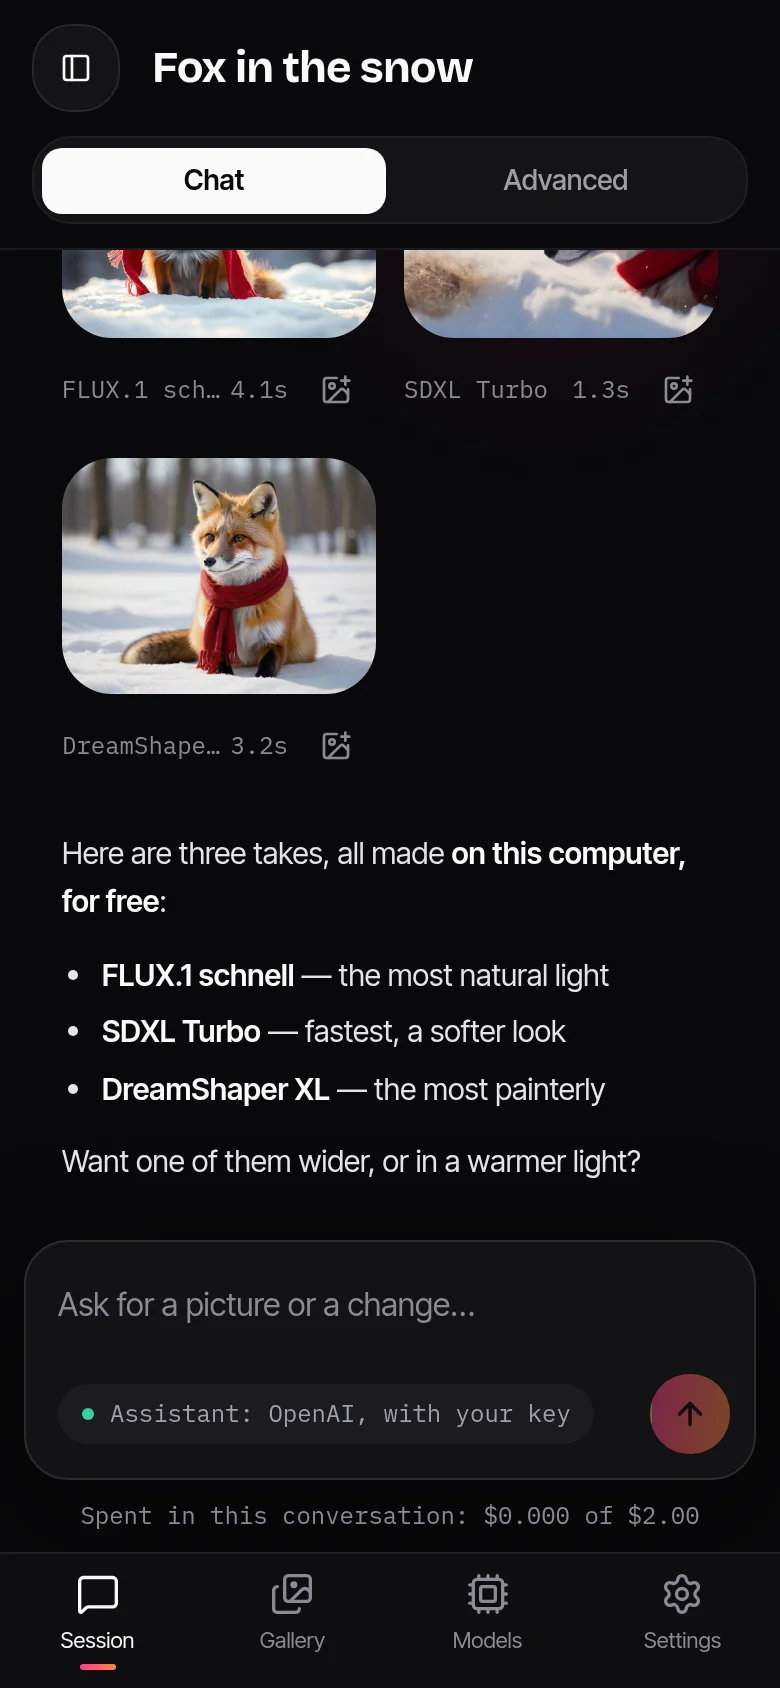 Fox in the snow
Chat
Advanced
FLUX.1 sch… 4.1s
SDXL Turbo 1.3s
DreamShape… 3.2s
Here are three takes, all made on this computer,
for free:
• FLUX.1 schnell — the most natural light
• SDXL Turbo — fastest, a softer look
• DreamShaper XL — the most painterly
Want one of them wider, or in a warmer light?
Ask for a picture or a change...
Assistant: OpenAI, with your key
Spent in this conversation: $0.000 of $2.00
Session
Gallery
Models
Settings